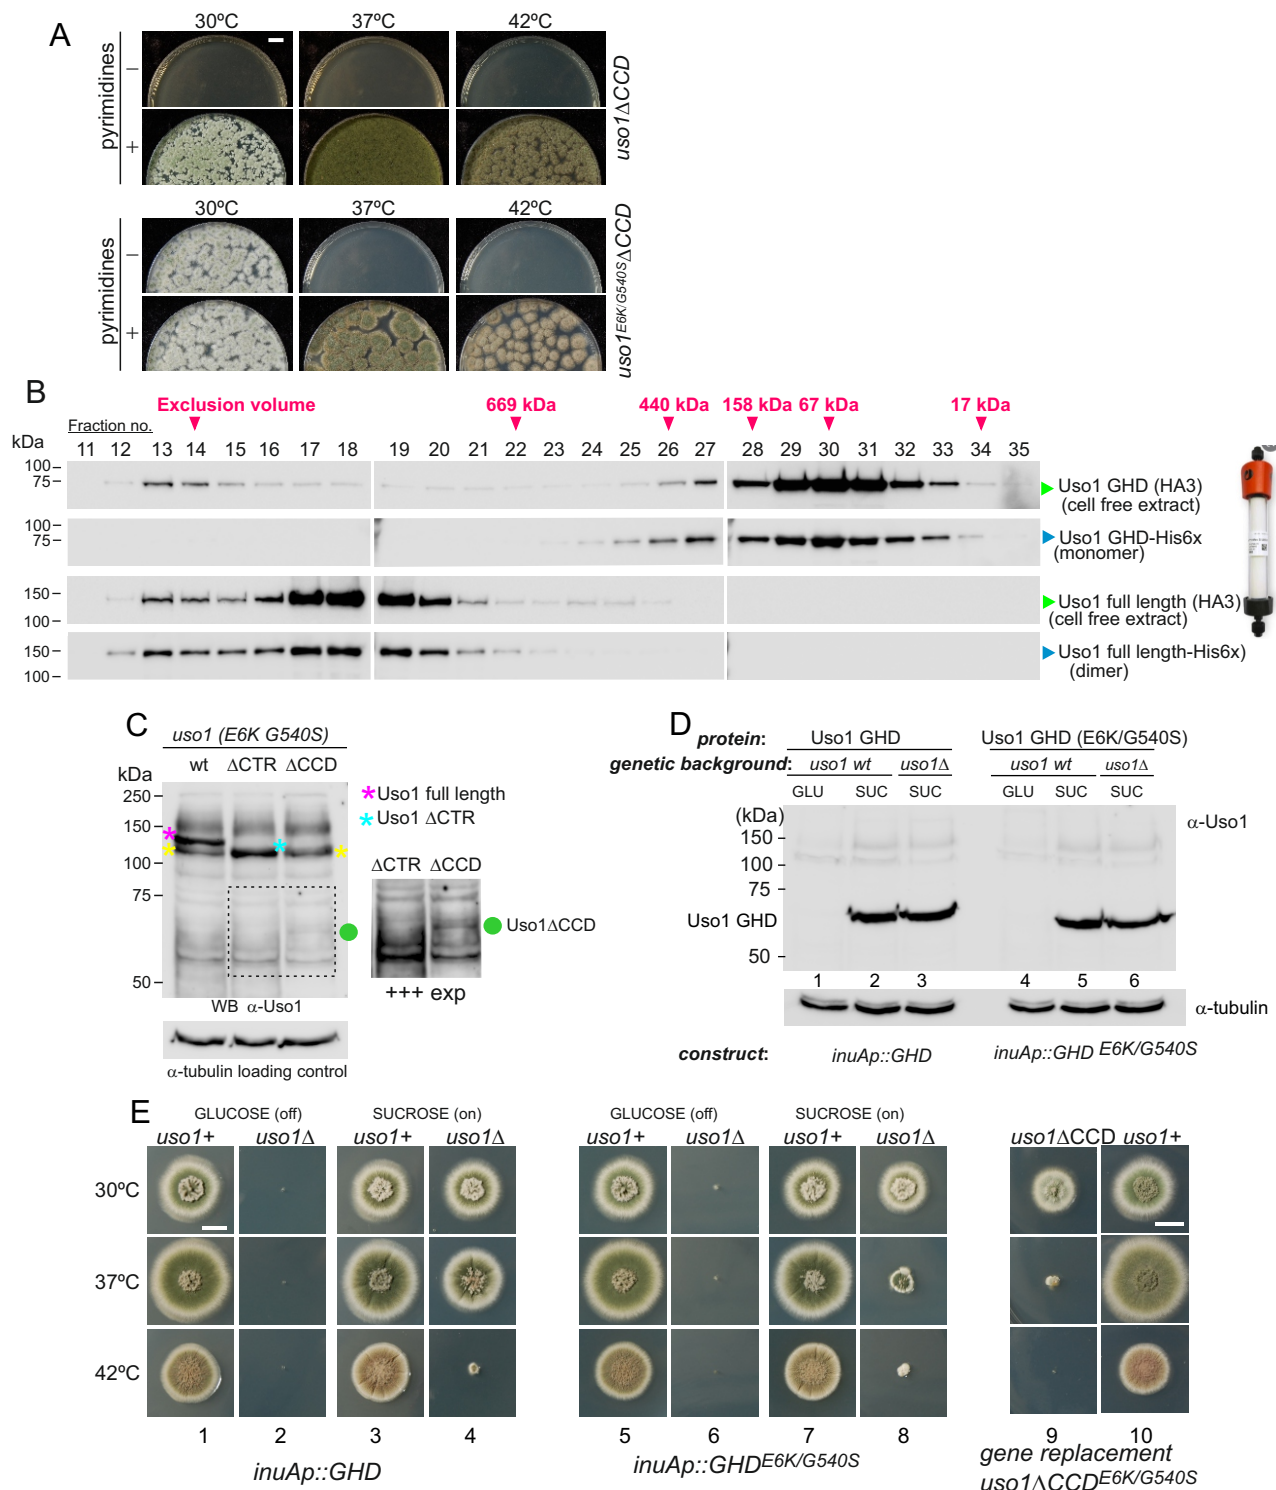 A
30ºC 37ºC 42ºC
pyrimidines
−
+
uso1ΔCCD
30ºC 37ºC 42ºC
pyrimidines
−
+
uso1E6K/G540SΔCCD
B
Exclusion volume 669 kDa 440 kDa 158 kDa 67 kDa 17 kDa
Fraction no.
kDa 11 12 13 14 15 16 17 18 19 20 21 22 23 24 25 26 27 28 29 30 31 32 33 34 35
100
75
Uso1 GHD (HA3)
(cell free extract)
100
75
Uso1 GHD-His6x
(monomer)
150
100
Uso1 full length (HA3)
(cell free extract)
150
100
Uso1 full length-His6x)
(dimer)
C
uso1 (E6K G540S)
wt ΔCTR ΔCCD
kDa
250
150
100
75
50
*Uso1 full length
*Uso1 ΔCTR
ΔCTR ΔCCD
Uso1ΔCCD
+++ exp
WB α-Uso1
α-tubulin loading control
D
protein: Uso1 GHD Uso1 GHD (E6K/G540S)
genetic background: uso1 wt uso1Δ uso1 wt uso1Δ
GLU SUC SUC GLU SUC SUC
(kDa)
150
100
75
Uso1 GHD
50
α-Uso1
1 2 3 4 5 6
α-tubulin
construct: inuAp::GHD inuAp::GHD E6K/G540S
E
GLUCOSE (off) SUCROSE (on) GLUCOSE (off) SUCROSE (on)
uso1+ uso1Δ uso1+ uso1Δ uso1+ uso1Δ uso1+ uso1Δ uso1ΔCCD uso1+
30ºC
37ºC
42ºC
1 2 3 4 5 6 7 8 9 10
inuAp::GHD inuAp::GHDE6K/G540S gene replacement
uso1ΔCCDE6K/G540S